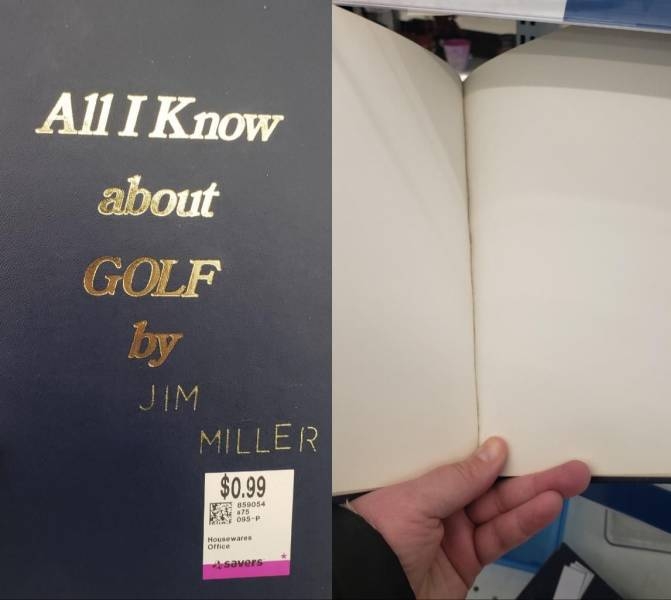 All I Know
about
GOLF
by
JIM
MILLER
$0.99
859054
a75
095-P
Housewares
Office
savers